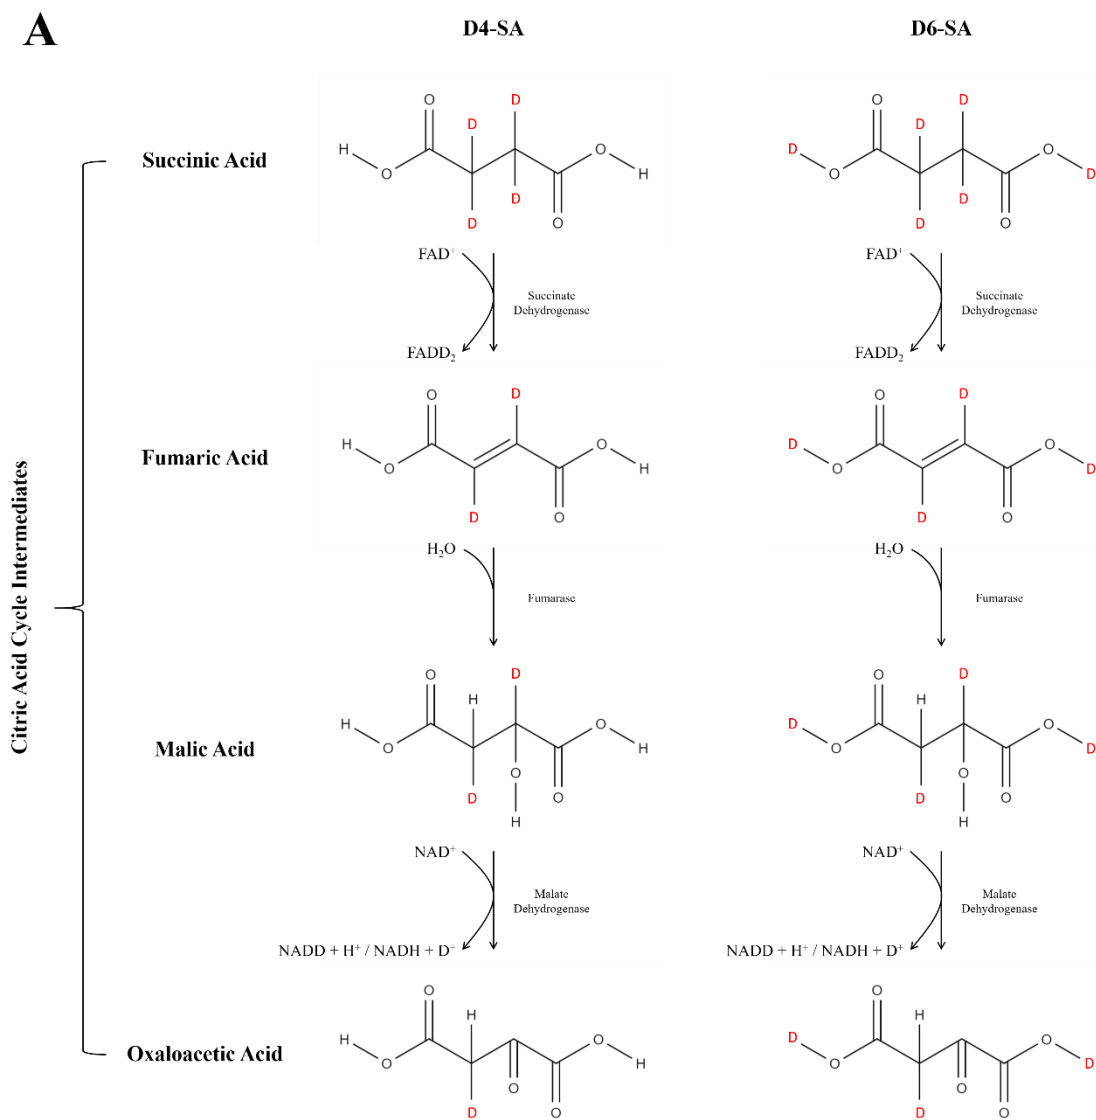 A
D4-SA
D6-SA
Citric Acid Cycle Intermediates
Succinic Acid
O
D
H
D
O
O
H
D
D
O
O
D
D
D
O
O
D
D
D
O
FAD⁺
Succinate
Dehydrogenase
FADD₂
FAD⁺
Succinate
Dehydrogenase
FADD₂
Fumaric Acid
O
D
H
O
O
H
D
O
O
D
D
O
O
D
D
O
H₂O
Fumarase
H₂O
Fumarase
Malic Acid
O
H
D
H
O
O
H
D
O
H
O
O
H
D
D
O
O
D
D
O
H
O
NAD⁺
Malate
Dehydrogenase
NADD + H⁺ / NADH + D⁺
NAD⁺
Malate
Dehydrogenase
NADD + H⁺ / NADH + D⁺
Oxaloacetic Acid
O
H
H
O
O
H
D
O
O
O
H
D
O
O
D
D
O
O